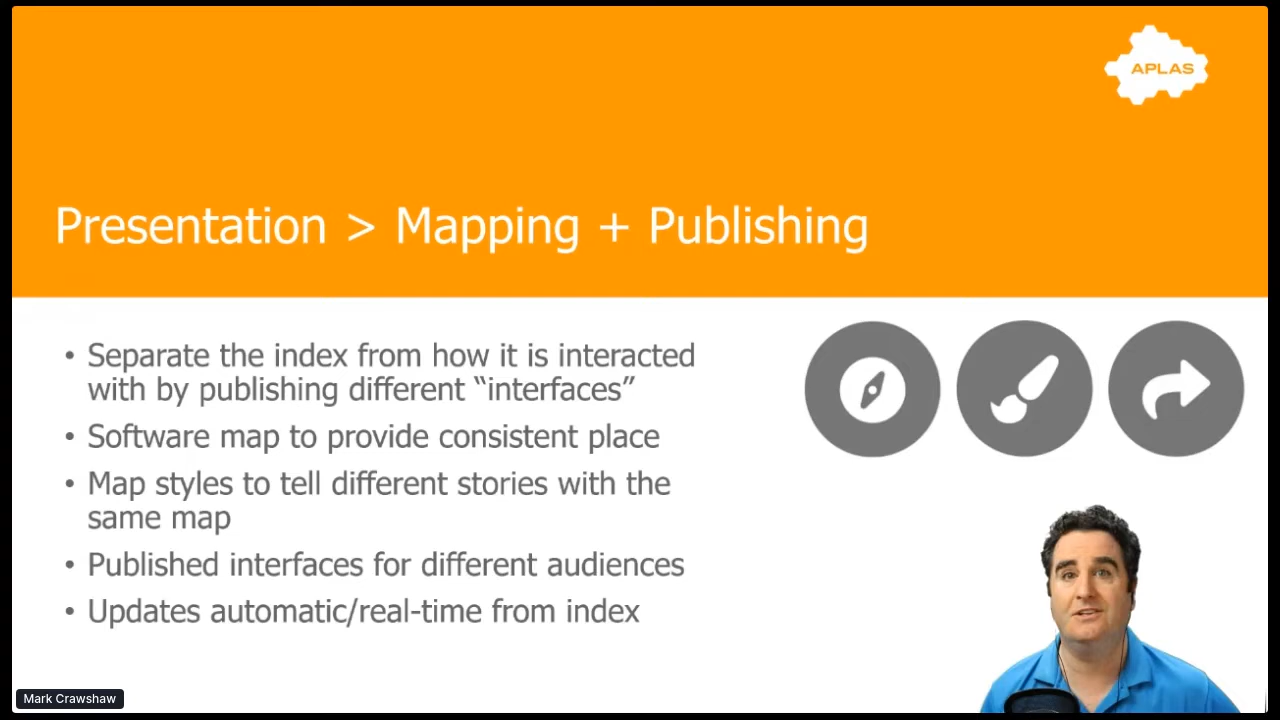 APLAS
Presentation > Mapping + Publishing
• Separate the index from how it is interacted
with by publishing different “interfaces”
• Software map to provide consistent place
• Map styles to tell different stories with the
same map
• Published interfaces for different audiences
• Updates automatic/real-time from index
Mark Crawshaw